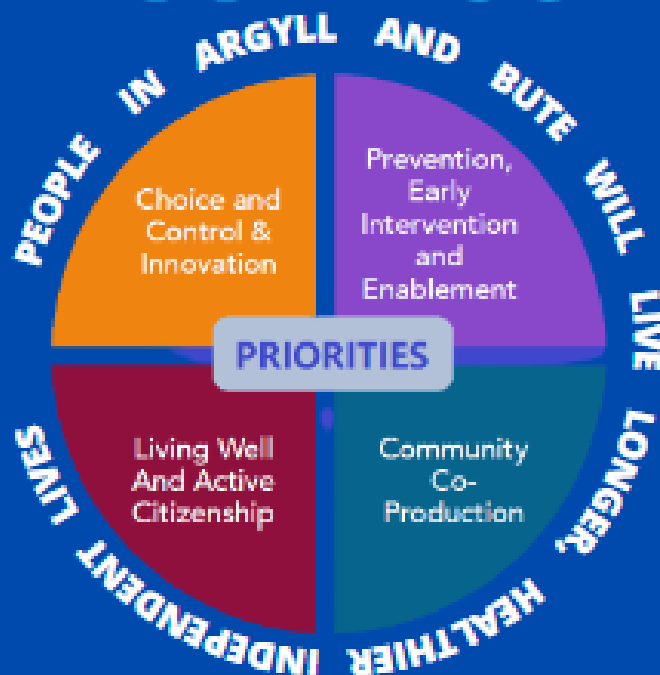 PEOPLE IN ARGYLL AND BUTE WILL LIVE LONGER, HEALTHIER INDEPENDENT LIVES
Choice and
Control &
Innovation
Prevention,
Early
Intervention
and
Enablement
PRIORITIES
Living Well
And Active
Citizenship
Community
Co-
Production